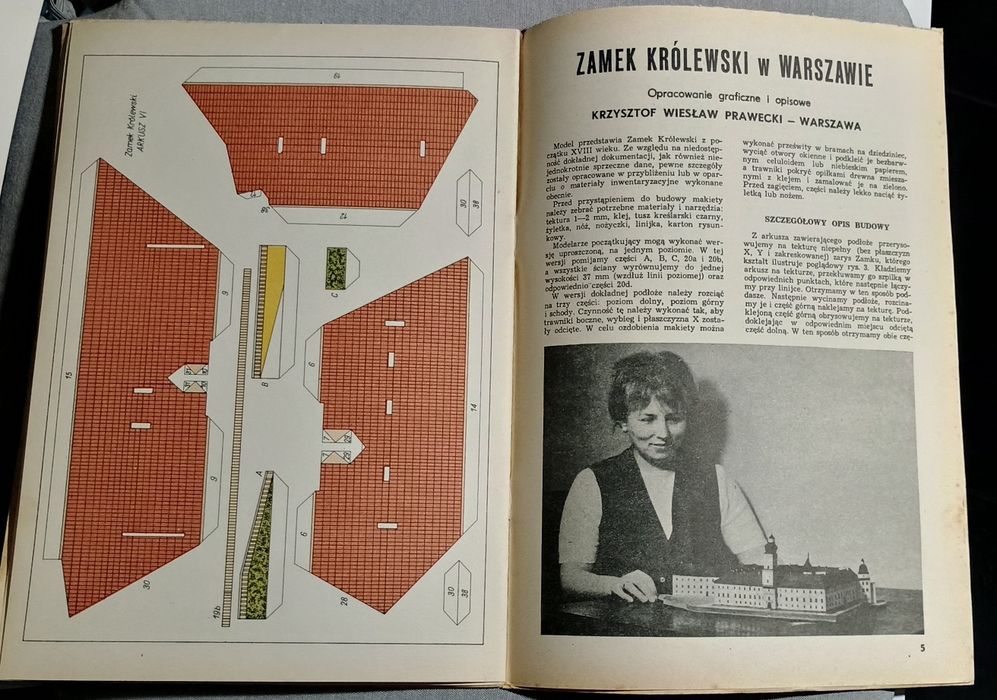 Zamek Królewski
ARKUSZ VI
13
12
36
30
38
9
15
C
B
6
14
9
A
6
29
29
30
19b
28
30
38
ZAMEK KRÓLEWSKI w WARSZAWIE
Opracowanie graficzne i opisowe
KRZYSZTOF WIESŁAW PRAWECKI — WARSZAWA
Model przedstawia Zamek Królewski z po-
czątku XVIII wieku. Ze względu na niedostęp-
ność dokładnej dokumentacji, jak również nie-
jednokrotnie sprzeczne dane, pewne szczegóły
zostały opracowane w przybliżeniu lub w opar-
ciu o materiały inwentaryzacyjne wykonane
obecnie.
Przed przystąpieniem do budowy makiety
należy zebrać potrzebne materiały i narzędzia:
tektura 1—2 mm, klej, tusz kreślarski czarny,
żyletka, nóż, nożyczki, linijka, karton rysun-
kowy.
Modelarze początkujący mogą wykonać wer-
sję uproszczoną, na jednym poziomie. W tej
wersji pomijamy części A, B, C, 20a i 20b,
a wszystkie ściany wyrównujemy do jednej
wysokości 37 mm (wzdłuż linii poziomej) oraz
odpowiednio części 20d.
W wersji dokładnej podłoże należy rozciąć
na trzy części: poziom dolny, poziom górny
i schody. Czynność tę należy wykonać tak, aby
trawniki boczne, wybieg i płaszczyzna X zosta-
ły odcięte. W celu ozdobienia makiety można
wykonać prześwity w bramach na dziedziniec,
wyciąć otwory okienne i podkleić je bezbarw-
nym celuloidem lub niebieskim papierem,
a trawniki pokryć opiłkami drewna zmiesza-
nymi z klejem i zamalować je na zielono.
Przed zagięciem, części należy lekko naciąć ży-
letką lub nożem.
SZCZEGÓŁOWY OPIS BUDOWY
Z arkusza zawierającego podłoże przeryso-
wujemy na tekturę niepełny (bez płaszczyzn
X, Y i zakreskowanej) zarys Zamku, którego
kształt ilustruje poglądowy rys. 3. Kładziemy
arkusz na tekturze, przekłuwamy go szpilką w
odpowiednich punktach, które następnie łączy-
my przy linijce. Otrzymamy w ten sposób pod-
dasze. Następnie wycinamy podłoże, rozcina-
my je i część górną naklejamy na tekturę. Pod-
klejoną część górną obrysowujemy na tekturze,
doklejając w odpowiednim miejscu odciętą
część dolną. W ten sposób otrzymamy obie czę-
5